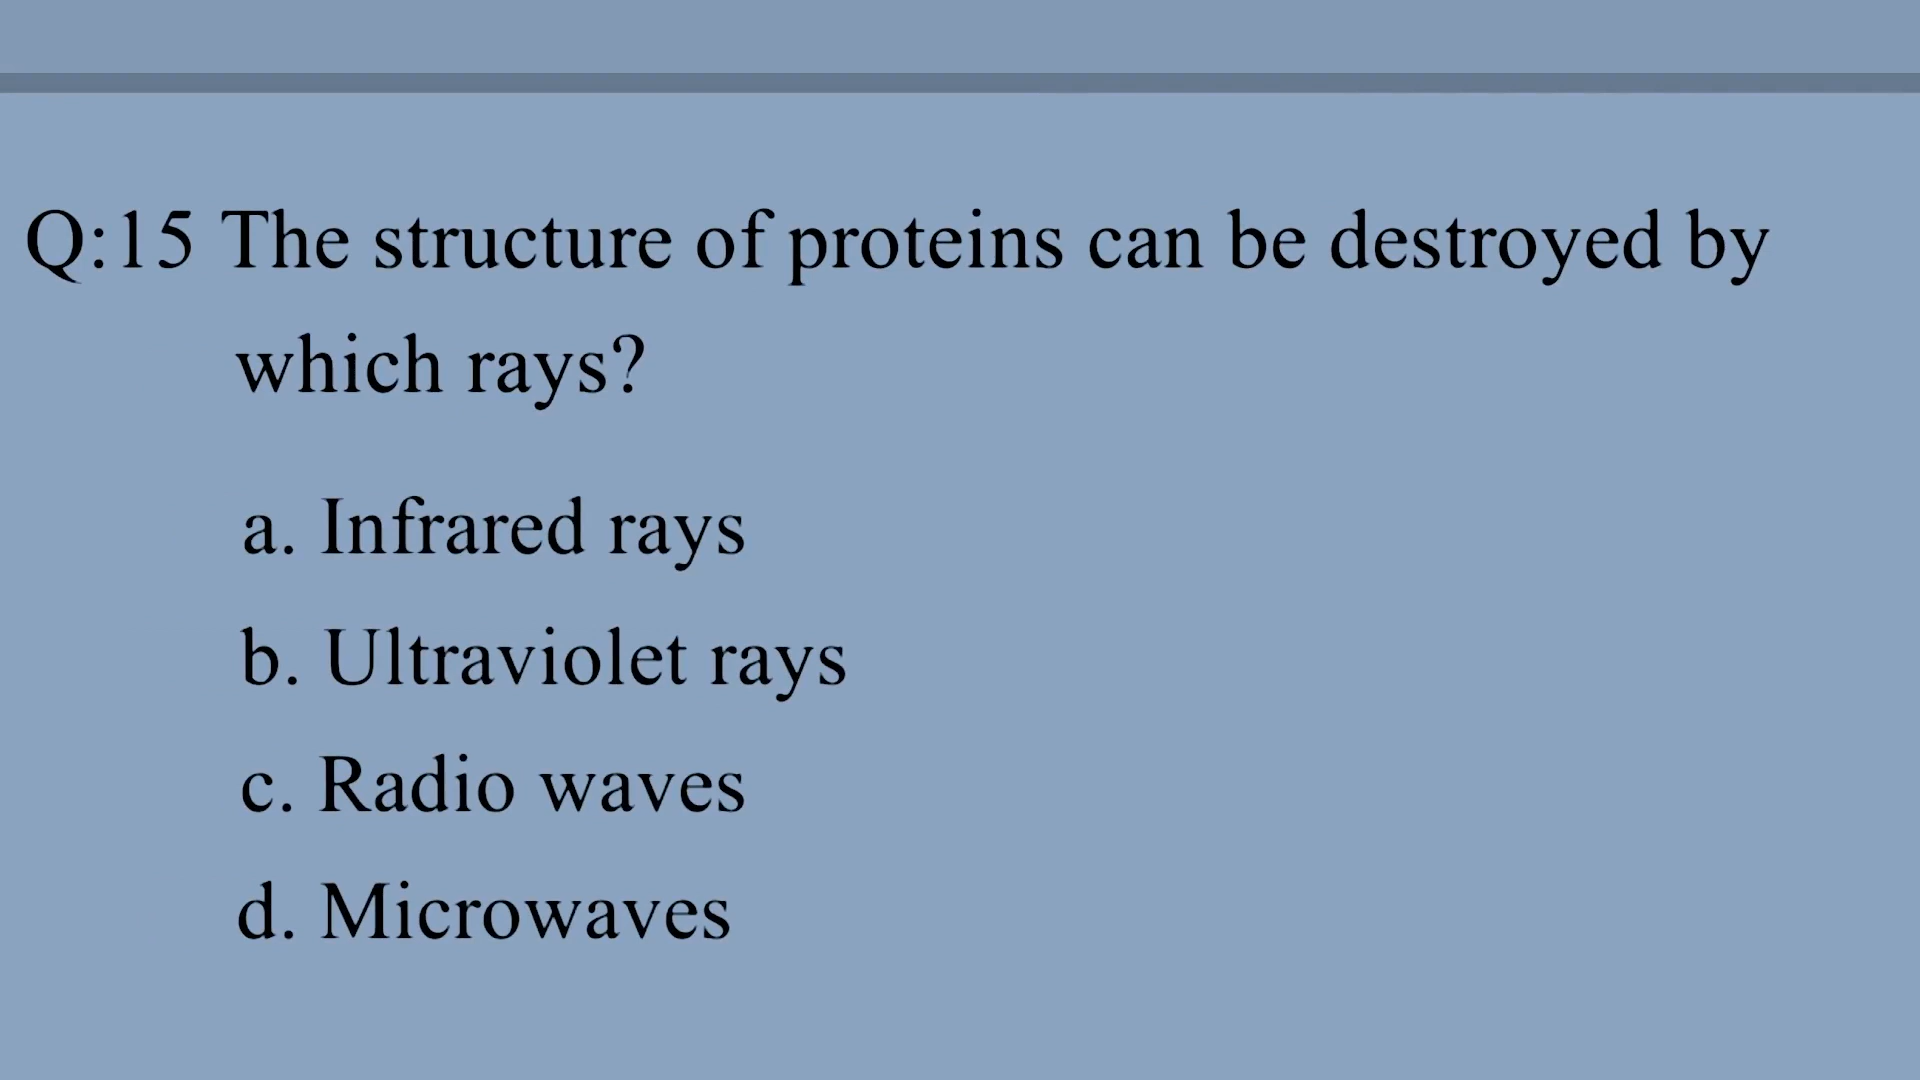 Q:15 The structure of proteins can be destroyed by
which rays?
a. Infrared rays
b. Ultraviolet rays
c. Radio waves
d. Microwaves